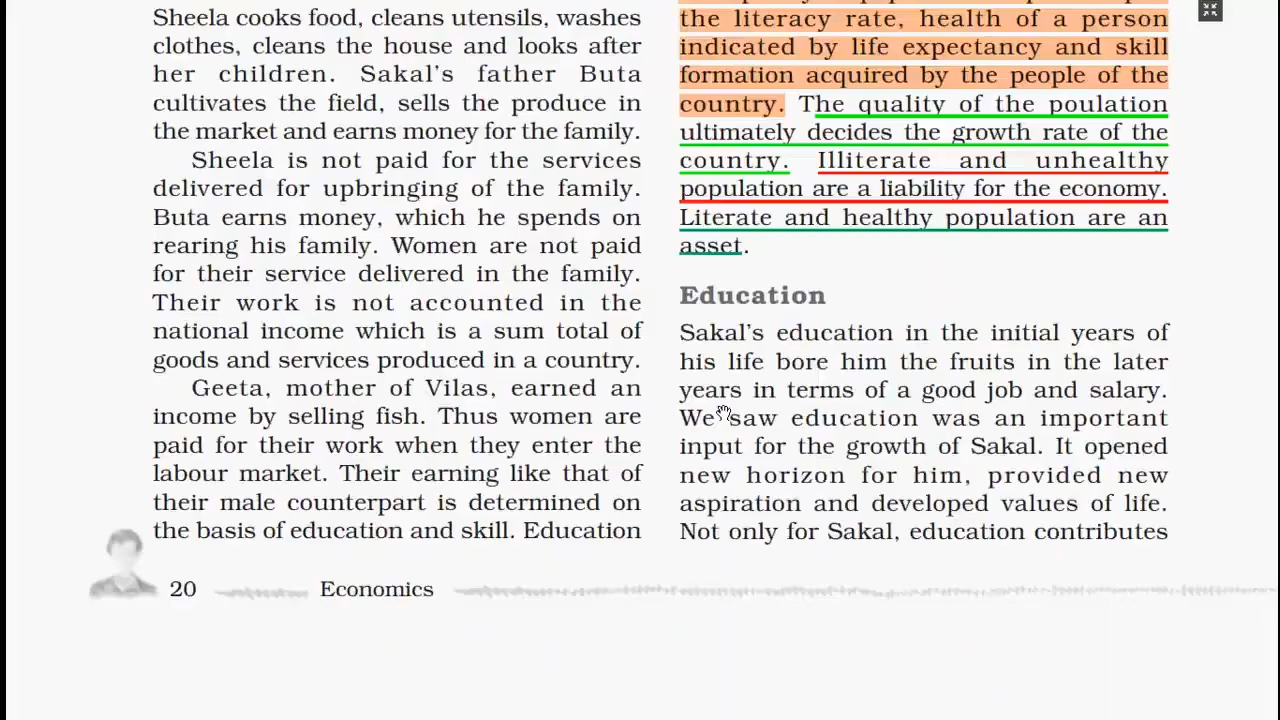 Sheela cooks food, cleans utensils, washes
clothes, cleans the house and looks after
her children. Sakal's father Buta
cultivates the field, sells the produce in
the market and earns money for the family.
Sheela is not paid for the services
delivered for upbringing of the family.
Buta earns money, which he spends on
rearing his family. Women are not paid
for their service delivered in the family.
Their work is not accounted in the
national income which is a sum total of
goods and services produced in a country.
Geeta, mother of Vilas, earned an
income by selling fish. Thus women are
paid for their work when they enter the
labour market. Their earning like that of
their male counterpart is determined on
the basis of education and skill. Education
the literacy rate, health of a person
indicated by life expectancy and skill
formation acquired by the people of the
country. The quality of the poulation
ultimately decides the growth rate of the
country. Illiterate and unhealthy
population are a liability for the economy.
Literate and healthy population are an
asset.
Education
Sakal's education in the initial years of
his life bore him the fruits in the later
years in terms of a good job and salary.
We saw education was an important
input for the growth of Sakal. It opened
new horizon for him, provided new
aspiration and developed values of life.
Not only for Sakal, education contributes
20 Economics